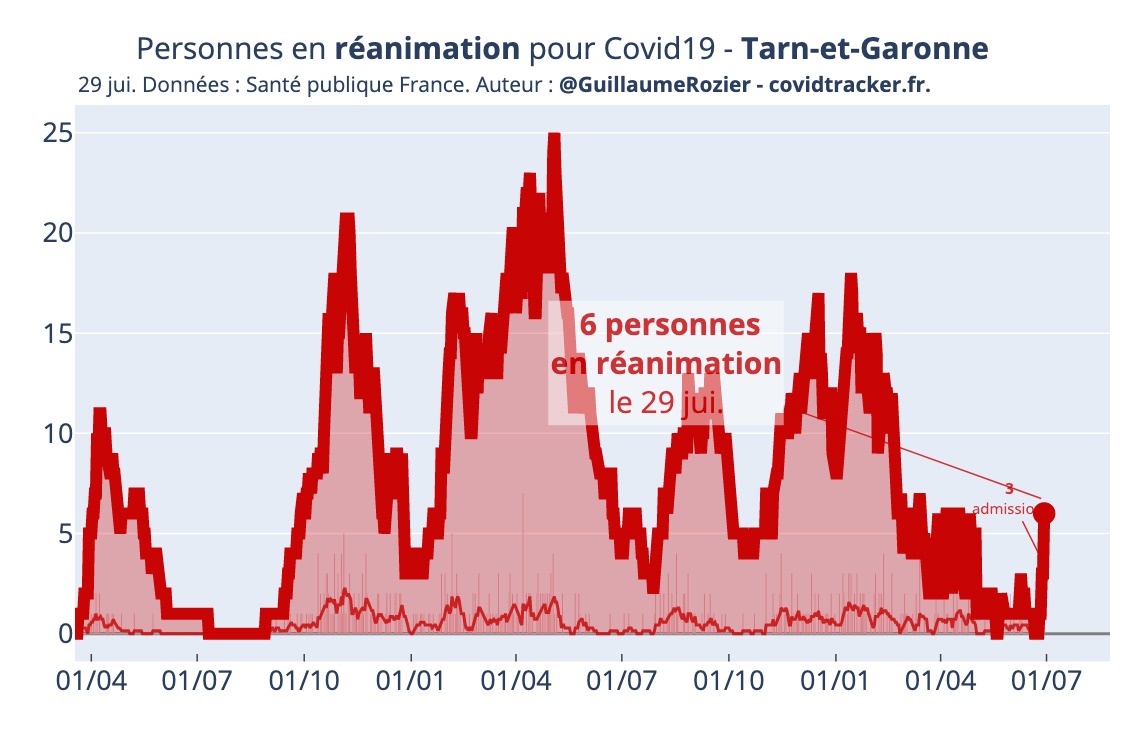 Personnes en réanimation pour Covid19 - Tarn-et-Garonne
29 jui. Données : Santé publique France. Auteur : @GuillaumeRozier - covidtracker.fr.
25
20
15
10
5
0
6 personnes
en réanimation
le 29 jui.
3
admissio
01/04 01/07 01/10 01/01 01/04 01/07 01/10 01/01 01/04 01/07